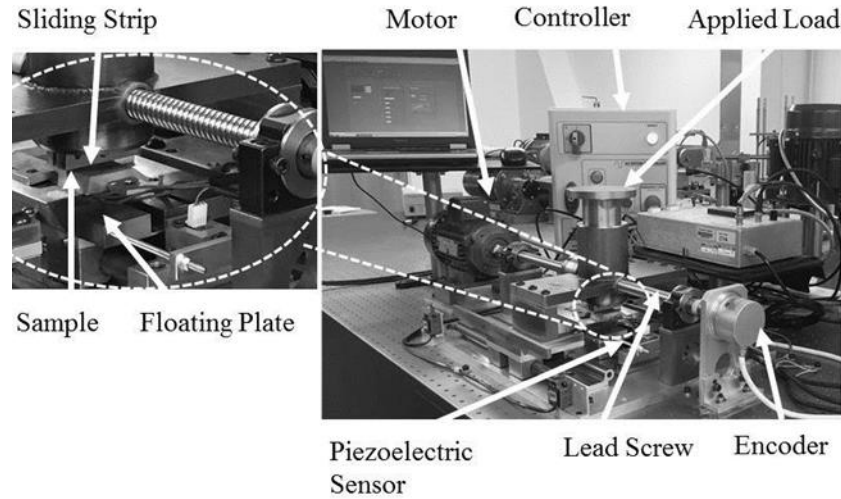 Sliding Strip
Motor
Controller
Applied Load
Sample
Floating Plate
Piezoelectric
Sensor
Lead Screw
Encoder